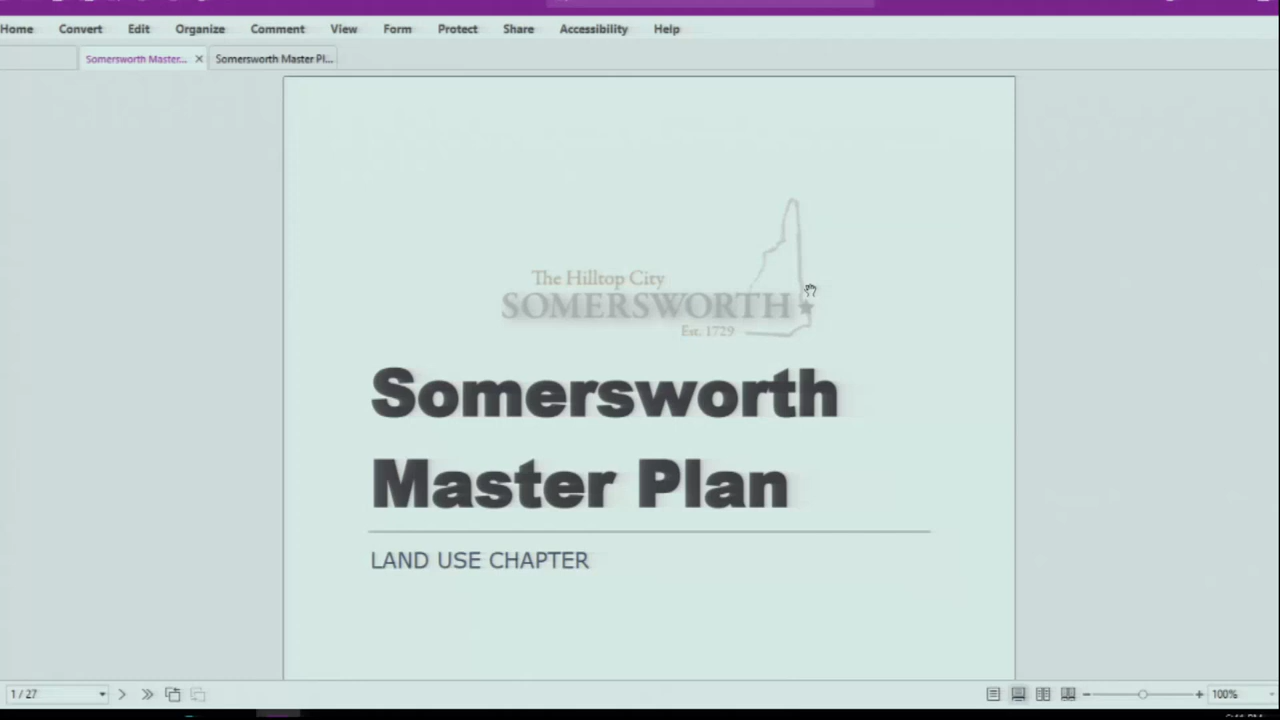 Home Convert Edit Organize Comment View Form Protect Share Accessibility Help
Somersworth Master... Somersworth Master Pl...
The Hilltop City
SOMERSWORTH
Est. 1729
Somersworth
Master Plan
LAND USE CHAPTER
1 / 27 100%